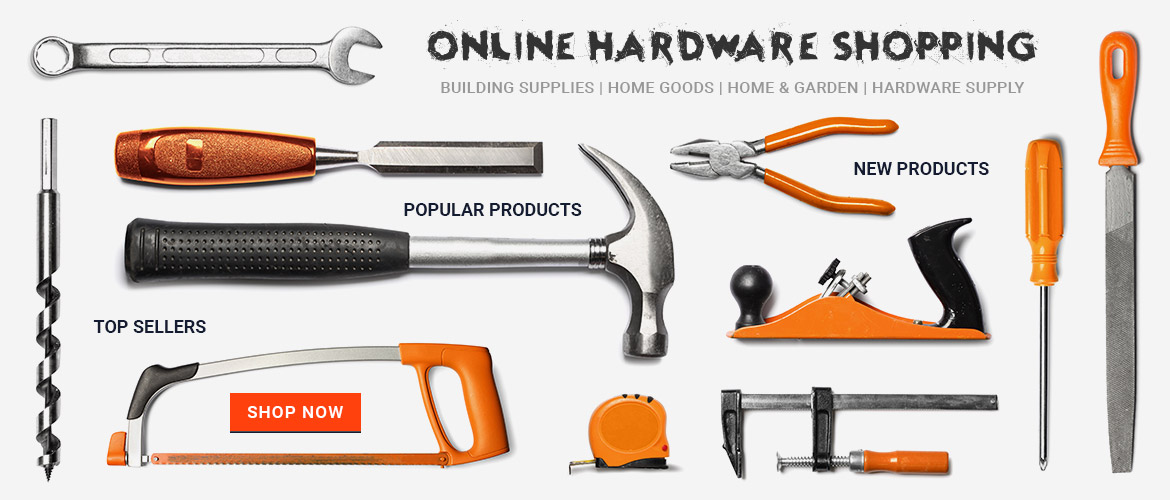 ONLINE HARDWARE SHOPPING
BUILDING SUPPLIES | HOME GOODS | HOME & GARDEN | HARDWARE SUPPLY
NEW PRODUCTS
POPULAR PRODUCTS
TOP SELLERS
SHOP NOW